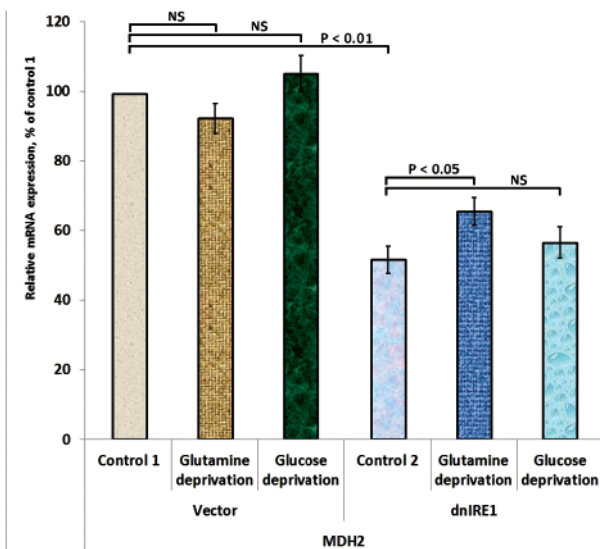 Relative mRNA expression, % of control 1
120
100
80
60
40
20
0
NS
NS
P < 0.01
P < 0.05
NS
Control 1
Glutamine
deprivation
Glucose
deprivation
Control 2
Glutamine
deprivation
Glucose
deprivation
Vector
dnIRE1
MDH2